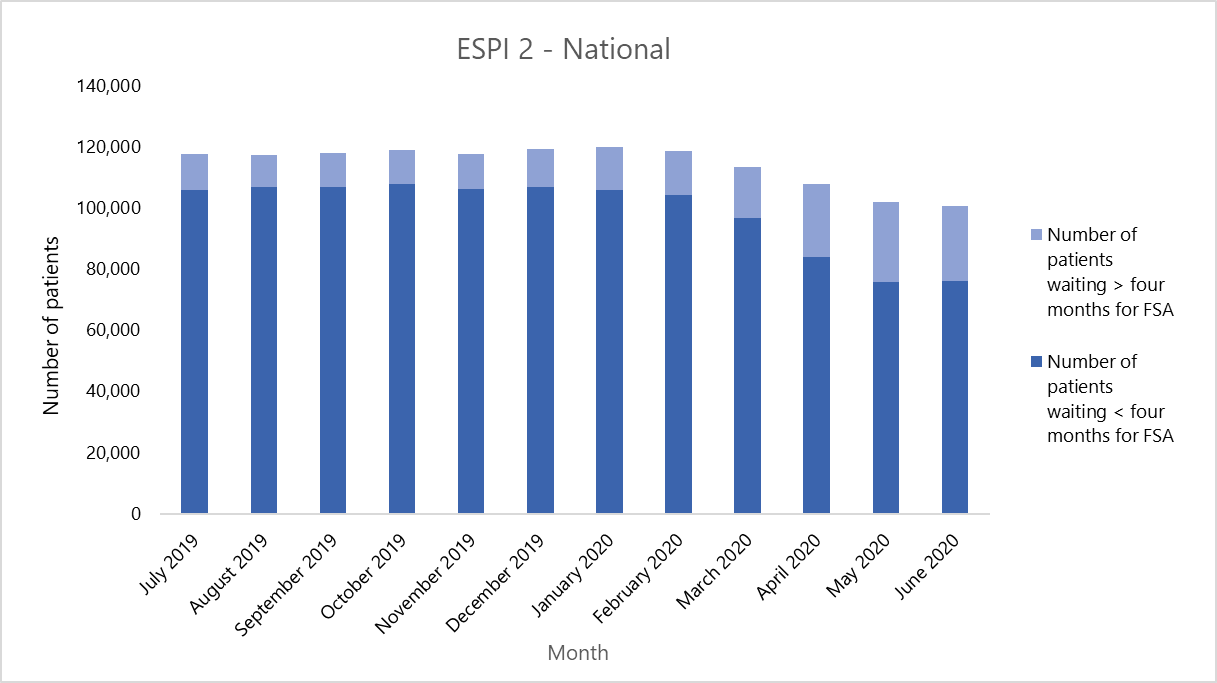 ESPI 2 - National
140,000
120,000
100,000
80,000
60,000
40,000
20,000
0
Number of patients
July 2019
August 2019
September 2019
October 2019
November 2019
December 2019
January 2020
February 2020
March 2020
April 2020
May 2020
June 2020
Month
Number of
patients
waiting > four
months for FSA
Number of
patients
waiting < four
months for FSA